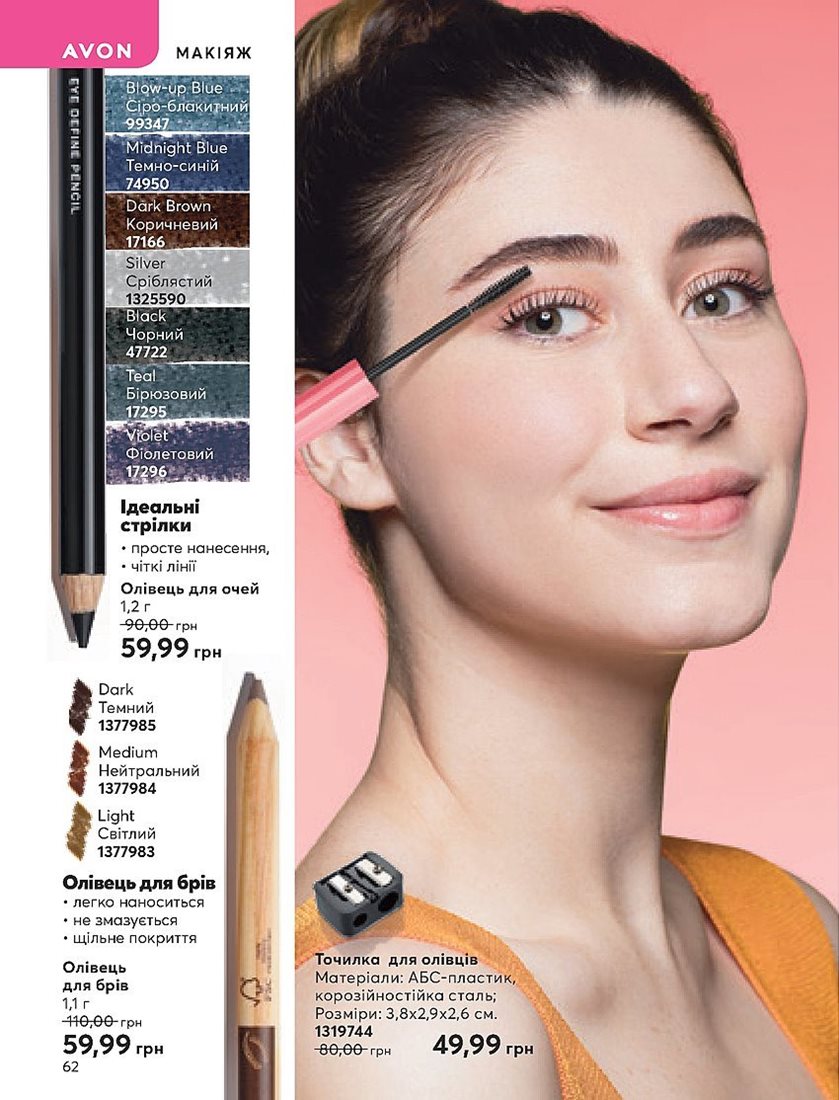 AVON
МАКІЯЖ
EYE DEFINE PENCIL
Blow-up Blue
Сіро-блакитний
99347
Midnight Blue
Темно-синій
74950
Dark Brown
Коричневий
17166
Silver
Сріблястий
1325590
Black
Чорний
47722
Teal
Бірюзовий
17295
Violet
Фіолетовий
17296
Ідеальні
стрілки
• просте нанесення,
• чіткі лінії
Олівець для очей
1,2 г
90,00 грн
59,99 грн
Dark
Темний
1377985
Medium
Нейтральний
1377984
Light
Світлий
1377983
Олівець для брів
• легко наноситься
• не змазується
• щільне покриття
Олівець
для брів
1,1 г
110,00 грн
59,99 грн
62
Точилка для олівців
Матеріали: АБС-пластик,
корозійностійка сталь;
Розміри: 3,8х2,9х2,6 см.
1319744
80,00 грн
49,99 грн